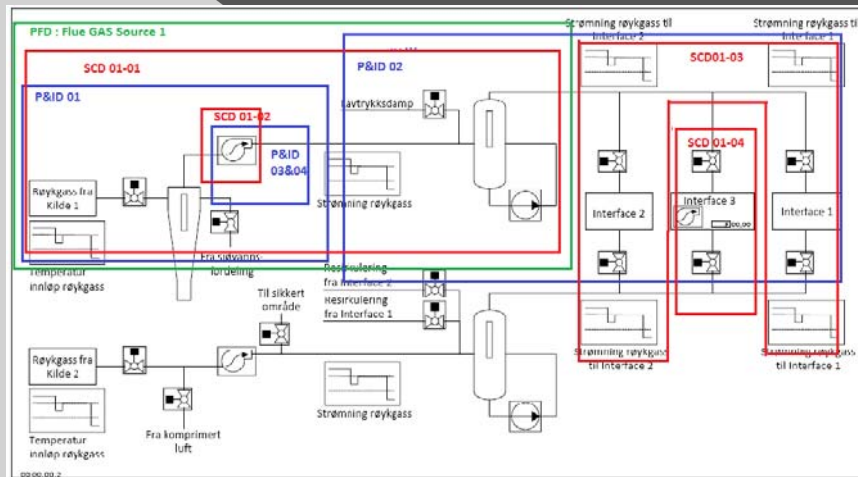 Strømning røykgass til
Interface 2
Strømning røykgass til
Interface 1
PFD : Flue GAS Source 1
SCD 01-01
P&ID 02
SCD01-03
P&ID 01
SCD 01-02
Lavtrykksdamp
P&ID
03&04
SCD 01-04
Røykgass fra
Kilde 1
Strømning røykgass
Interface 2
Interface 3
00,00
Interface 1
Temperatur
innløp røykgass
Fra sjøvanns-
fordeling
Resirkulering
fra Interface 2
Til sikkert
område
Resirkulering
fra Interface 1
Strømning røykgass
til Interface 2
Strømning røykgass
til Interface 1
Røykgass fra
Kilde 2
Strømning røykgass
Temperatur
innløp røykgass
Fra komprimert
luft